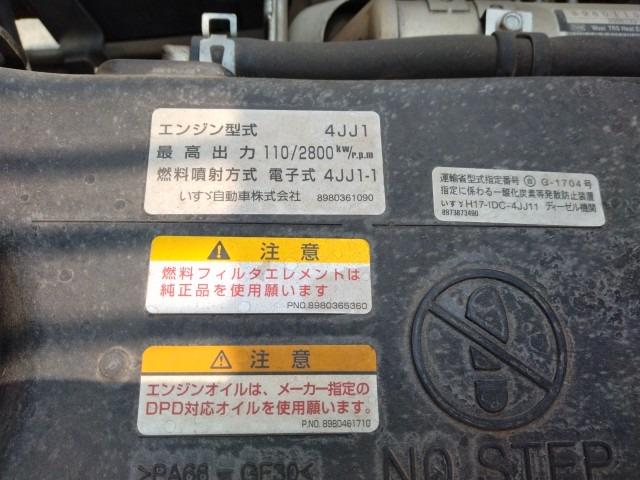 Meet TRS
エンジン型式 4JJ1
最高出力 110/2800 kW/r.p.m
燃料噴射方式 電子式 4JJ1-1
いすゞ自動車株式会社 8980361090
運輸省型式指定番号 G-1704号
指定に係わる一酸化炭素等発散防止装置
いすゞH17-IDC-4JJ11 ディーゼル機関
8973873490
注意
燃料フィルタエレメントは
純正品を使用願います
PNO.8980365360
注意
エンジンオイルは、メーカー指定の
DPD対応オイルを使用願います。
P.NO.8980461710
>PA66-GF30<
NO STEP